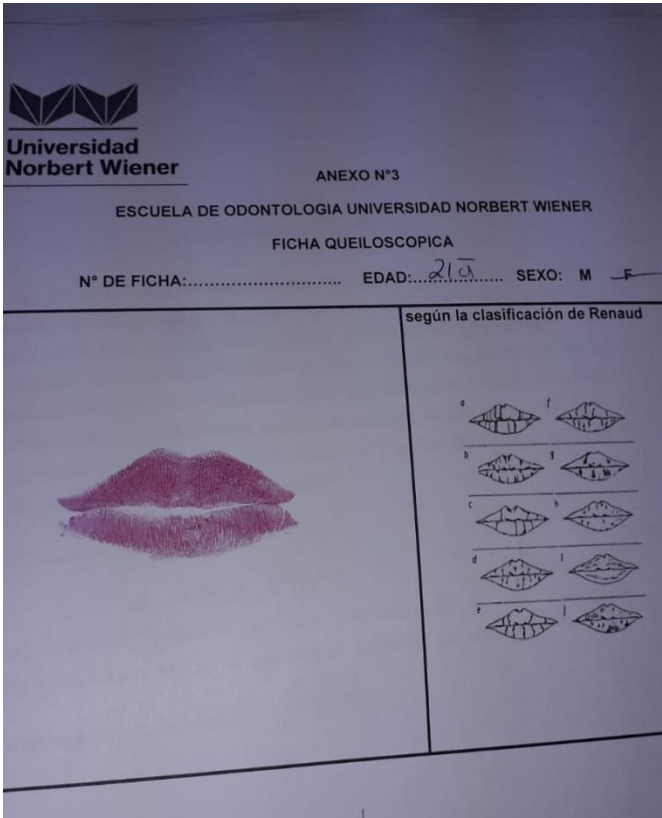 Universidad
Norbert Wiener
ANEXO N°3
ESCUELA DE ODONTOLOGIA UNIVERSIDAD NORBERT WIENER
FICHA QUEILOSCOPICA
N° DE FICHA:............................ EDAD:....21 a........ SEXO: M F
según la clasificación de Renaud
a f
b g
c h
d i
e j